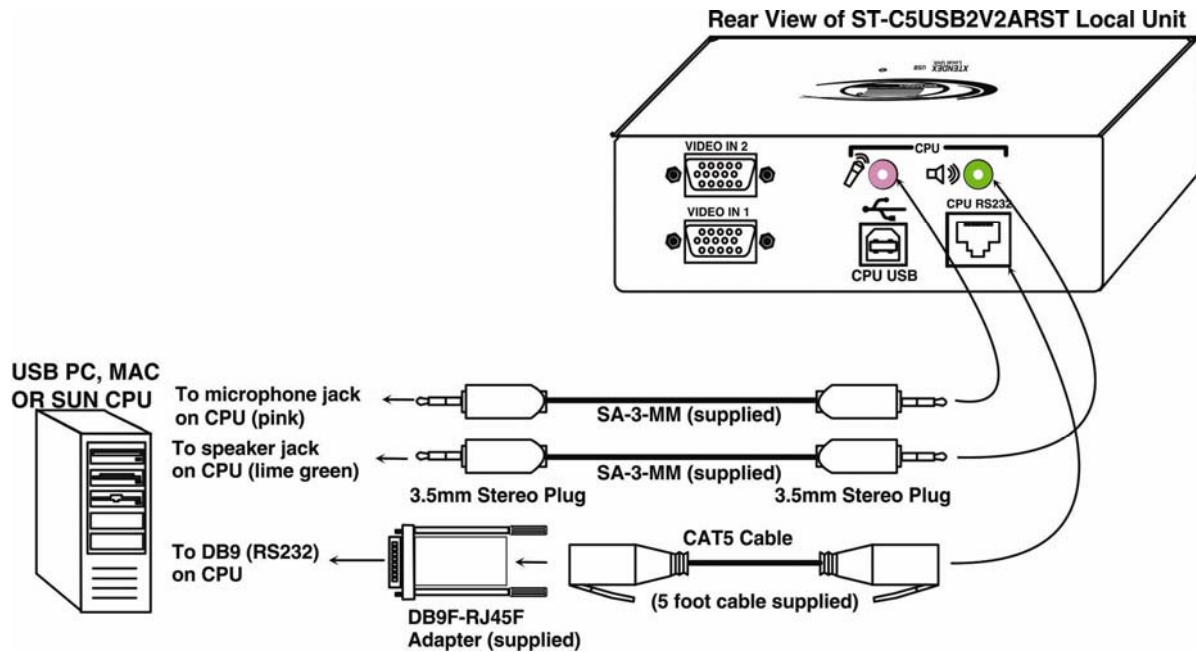 Rear View of ST-C5USB2V2ARST Local Unit
XTENDEX
Local Unit
USB
VIDEO IN 2
CPU
VIDEO IN 1
CPU RS232
CPU USB
USB PC, MAC
OR SUN CPU
To microphone jack
on CPU (pink)
SA-3-MM (supplied)
To speaker jack
on CPU (lime green)
SA-3-MM (supplied)
3.5mm Stereo Plug
3.5mm Stereo Plug
CAT5 Cable
To DB9 (RS232)
on CPU
(5 foot cable supplied)
DB9F-RJ45F
Adapter (supplied)